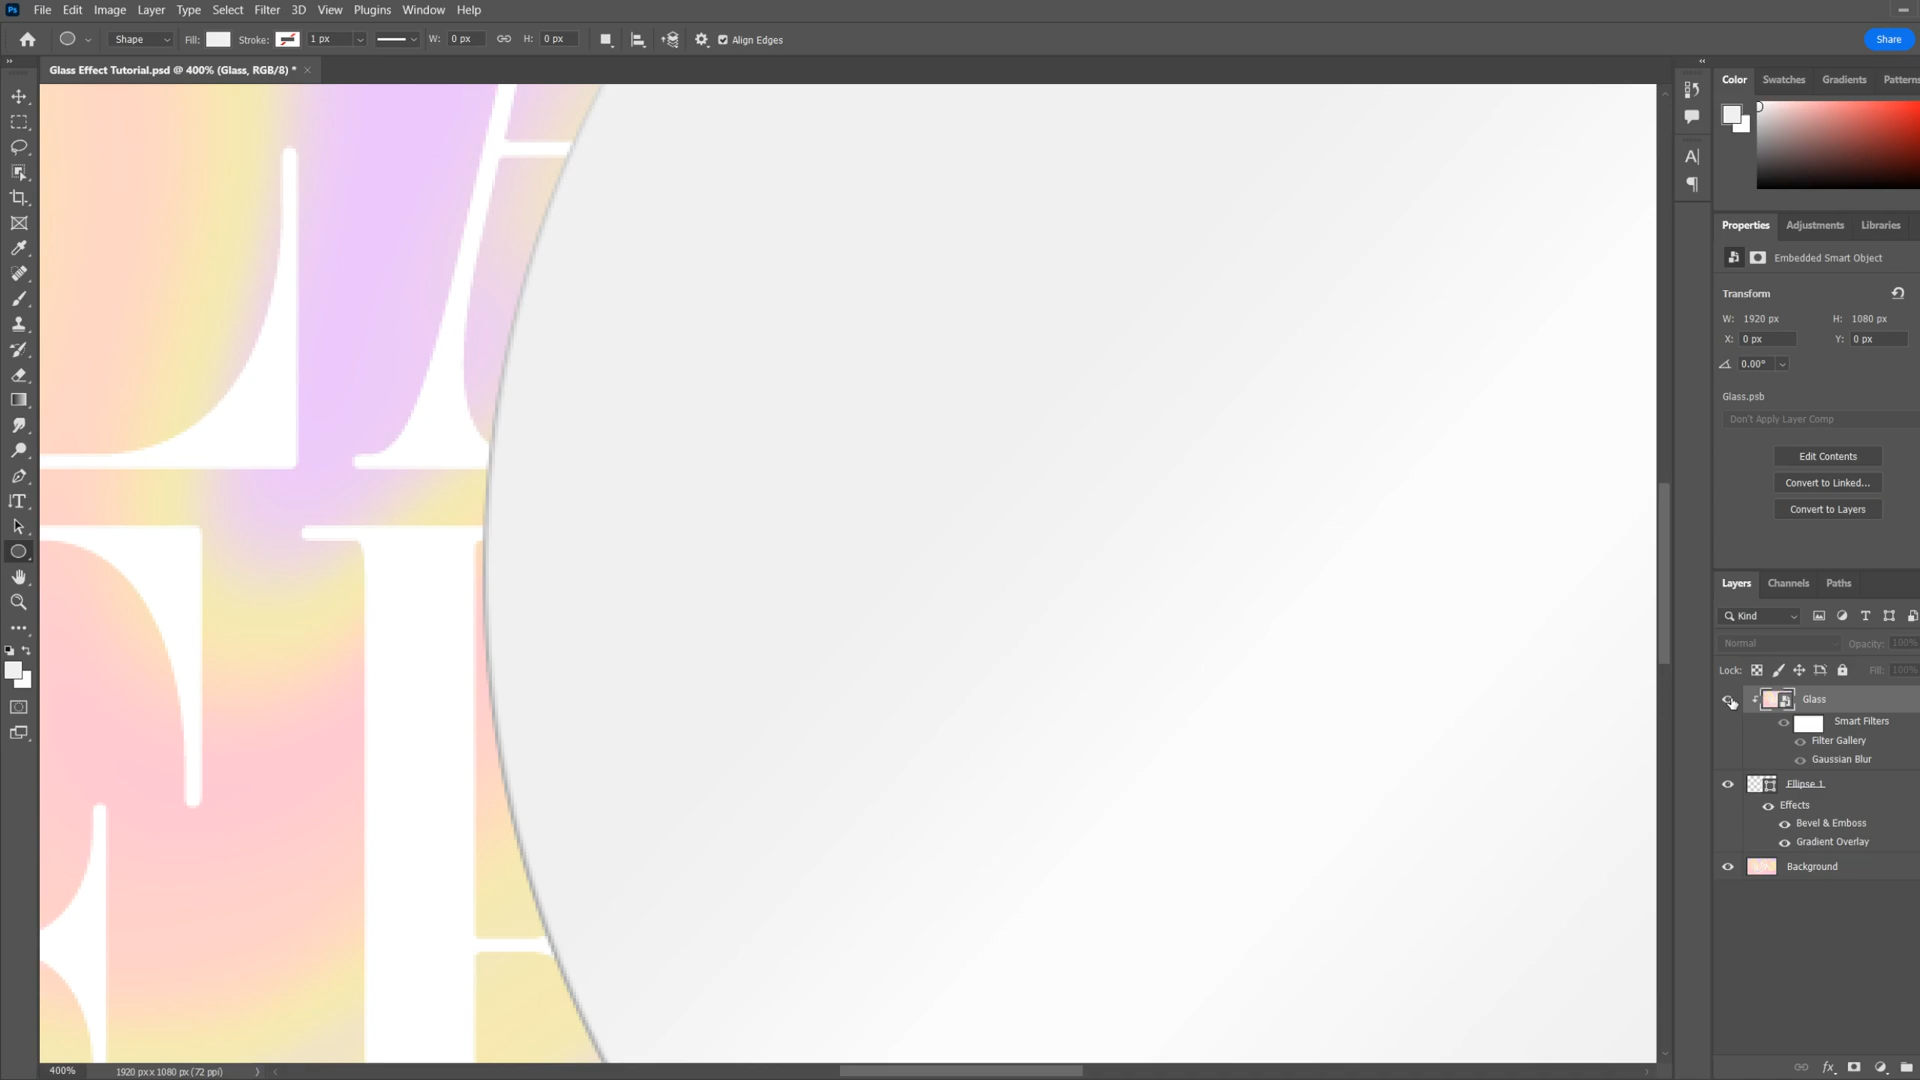 Ps File Edit Image Layer Type Select Filter 3D View Plugins Window Help
Shape Fill: Stroke: 1 px W: 0 px H: 0 px Align Edges Share
Glass Effect Tutorial.psd @ 400% (Glass, RGB/8) *
Color Swatches Gradients Patterns
Properties Adjustments Libraries
Embedded Smart Object
Transform
W: 1920 px H: 1080 px
X: 0 px Y: 0 px
0.00°
Glass.psb
Don't Apply Layer Comp
Edit Contents
Convert to Linked...
Convert to Layers
Layers Channels Paths
Kind
Normal Opacity: 100%
Lock: Fill: 100%
Glass
Smart Filters
Filter Gallery
Gaussian Blur
Ellipse 1
Effects
Bevel & Emboss
Gradient Overlay
Background
fx
400% 1920 px x 1080 px (72 ppi)